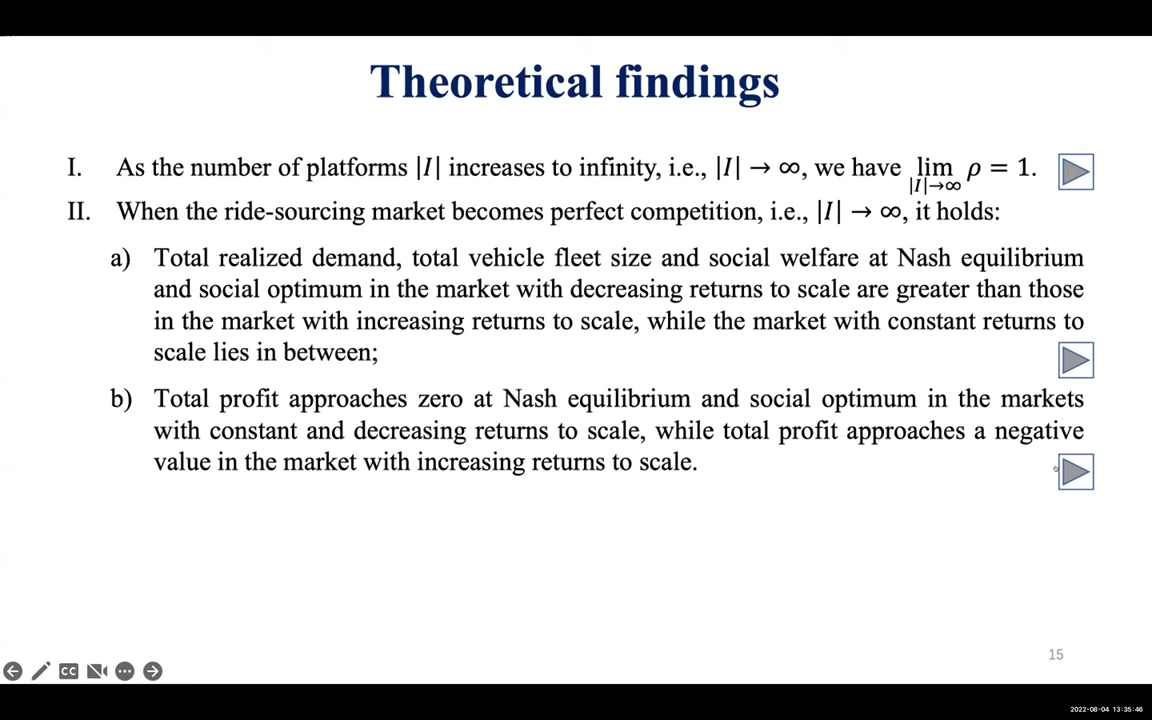 Theoretical findings
I. As the number of platforms |I| increases to infinity, i.e., |I| → ∞, we have lim ρ = 1.
|I|→∞
II. When the ride-sourcing market becomes perfect competition, i.e., |I| → ∞, it holds:
a) Total realized demand, total vehicle fleet size and social welfare at Nash equilibrium
and social optimum in the market with decreasing returns to scale are greater than those
in the market with increasing returns to scale, while the market with constant returns to
scale lies in between;
b) Total profit approaches zero at Nash equilibrium and social optimum in the markets
with constant and decreasing returns to scale, while total profit approaches a negative
value in the market with increasing returns to scale.
15
CC
2022-08-04 13:35:46